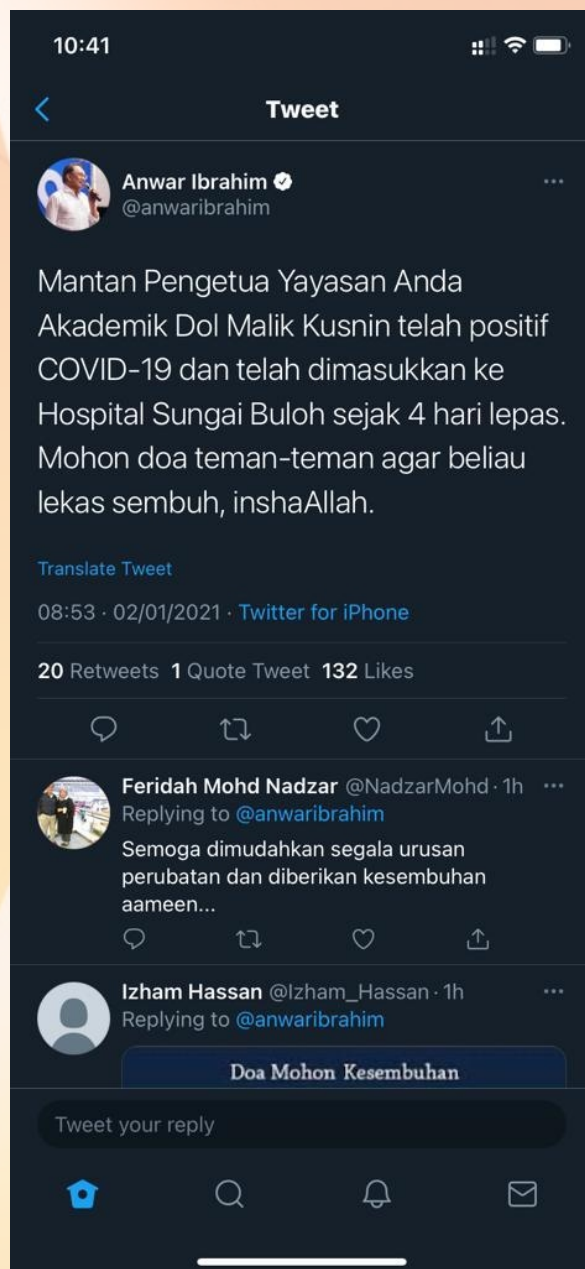 10:41
Tweet
Anwar Ibrahim
@anwaribrahim
Mantan Pengetua Yayasan Anda
Akademik Dol Malik Kusnin telah positif
COVID-19 dan telah dimasukkan ke
Hospital Sungai Buloh sejak 4 hari lepas.
Mohon doa teman-teman agar beliau
lekas sembuh, inshaAllah.
Translate Tweet
08:53 · 02/01/2021 · Twitter for iPhone
20 Retweets 1 Quote Tweet 132 Likes
Feridah Mohd Nadzar @NadzarMohd · 1h
Replying to @anwaribrahim
Semoga dimudahkan segala urusan
perubatan dan diberikan kesembuhan
aameen...
Izham Hassan @Izham_Hassan · 1h
Replying to @anwaribrahim
Doa Mohon Kesembuhan
Tweet your reply